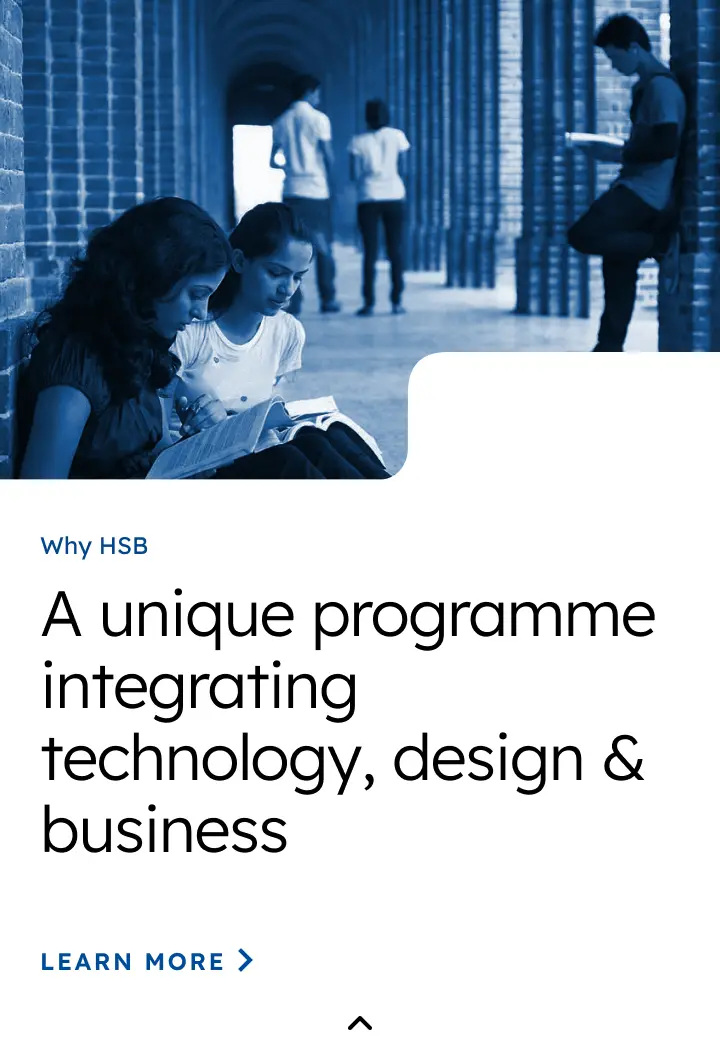 Why HSB
A unique programme
integrating
technology, design &
business
LEARN MORE